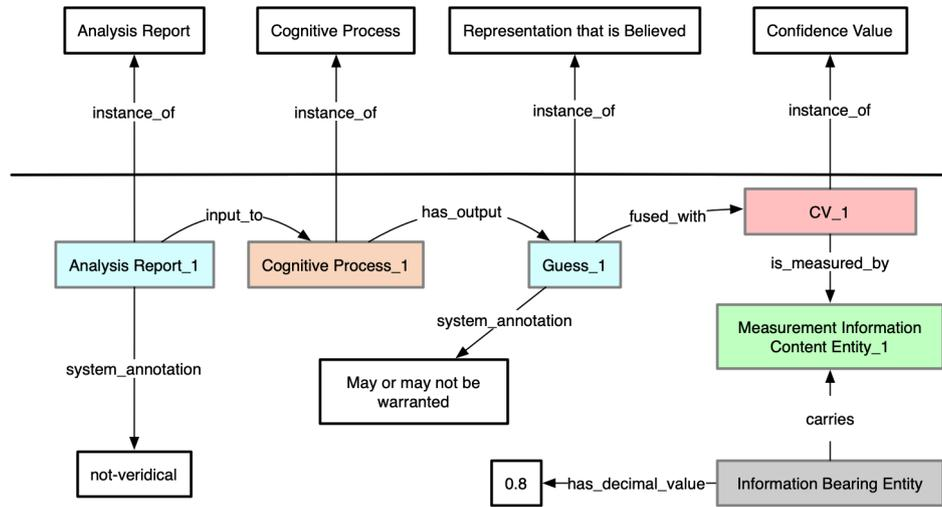 Analysis Report
Cognitive Process
Representation that is Believed
Confidence Value
instance_of
instance_of
instance_of
instance_of
input_to
has_output
fused_with
CV_1
Analysis Report_1
Cognitive Process_1
Guess_1
is_measured_by
system_annotation
Measurement Information
Content Entity_1
system_annotation
May or may not be
warranted
carries
not-veridical
0.8
has_decimal_value
Information Bearing Entity